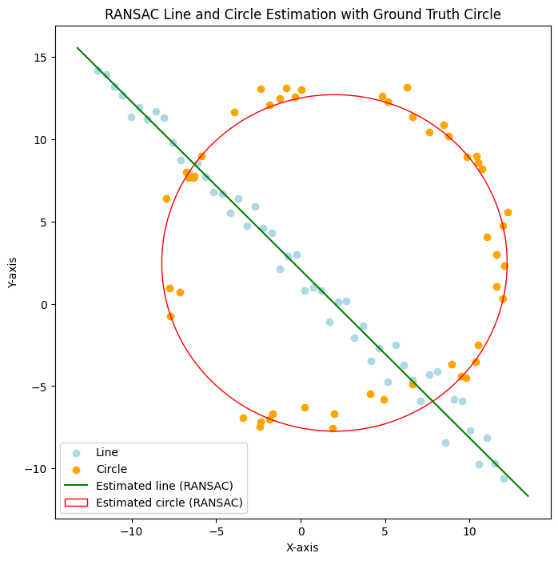 RANSAC Line and Circle Estimation with Ground Truth Circle
15
10
5
0
−5
−10
Y-axis
Line
Circle
Estimated line (RANSAC)
Estimated circle (RANSAC)
−10 −5 0 5 10
X-axis